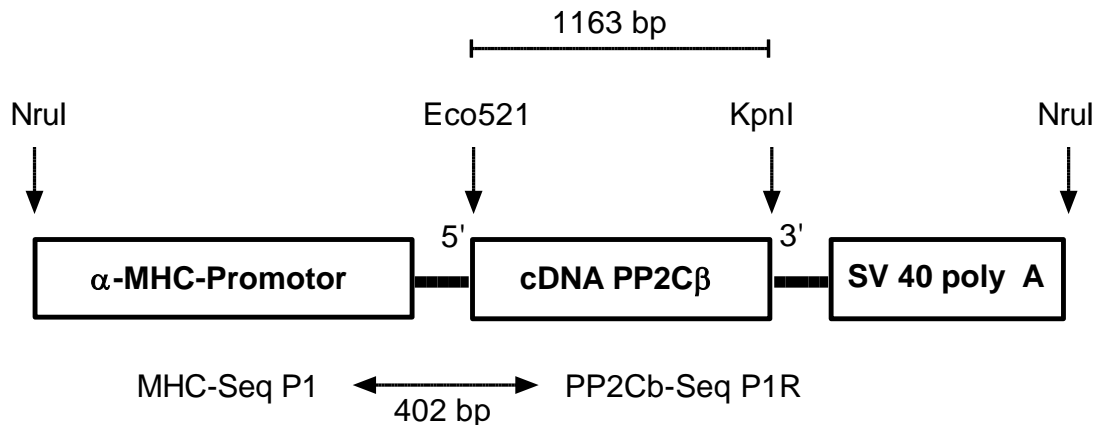 1163 bp
NruI Eco521 KpnI NruI
5' 3'
α-MHC-Promotor cDNA PP2Cβ SV 40 poly A
MHC-Seq P1 PP2Cb-Seq P1R
402 bp